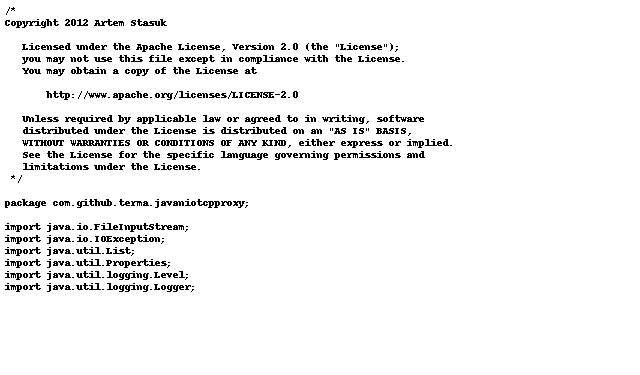 /*
Copyright 2012 Artem Stasuk

   Licensed under the Apache License, Version 2.0 (the "License");
   you may not use this file except in compliance with the License.
   You may obtain a copy of the License at

       http://www.apache.org/licenses/LICENSE-2.0

   Unless required by applicable law or agreed to in writing, software
   distributed under the License is distributed on an "AS IS" BASIS,
   WITHOUT WARRANTIES OR CONDITIONS OF ANY KIND, either express or implied.
   See the License for the specific language governing permissions and
   limitations under the License.
 */

package com.github.terma.javaniotcpproxy;

import java.io.FileInputStream;
import java.io.IOException;
import java.util.List;
import java.util.Properties;
import java.util.logging.Level;
import java.util.logging.Logger;